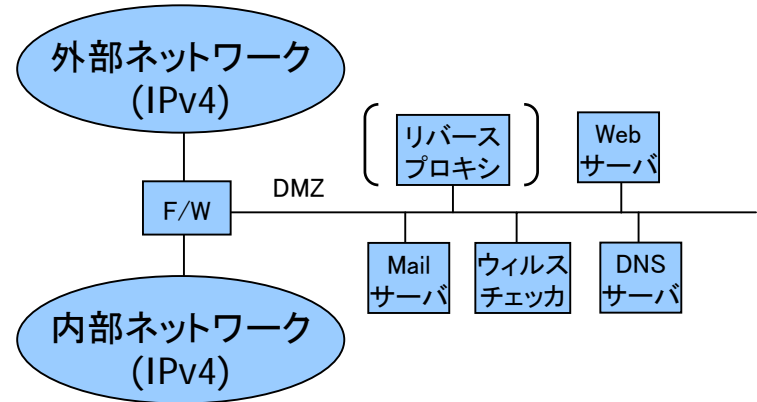 外部ネットワーク
(IPv4)
リバース
プロキシ
Web
サーバ
DMZ
F/W
Mail
サーバ
ウィルス
チェッカ
DNS
サーバ
内部ネットワーク
(IPv4)